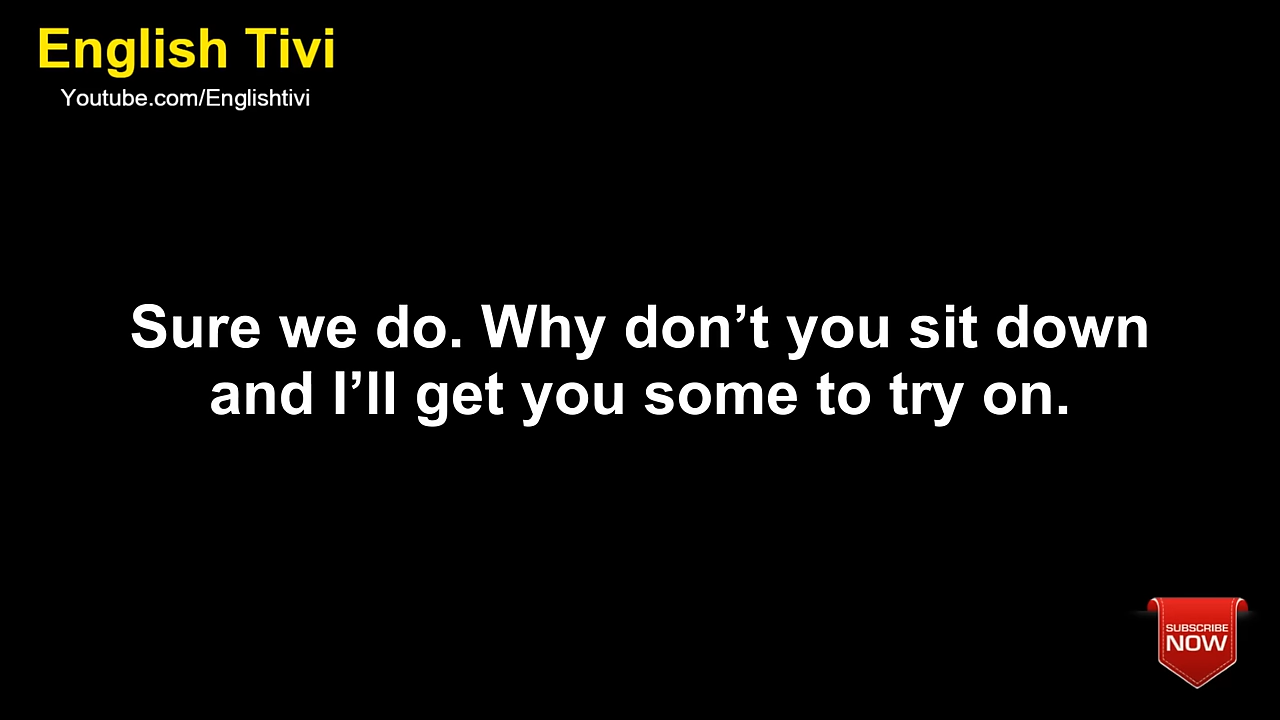 English Tivi
Youtube.com/Englishtivi
Sure we do. Why don’t you sit down
and I’ll get you some to try on.
SUBSCRIBE
NOW